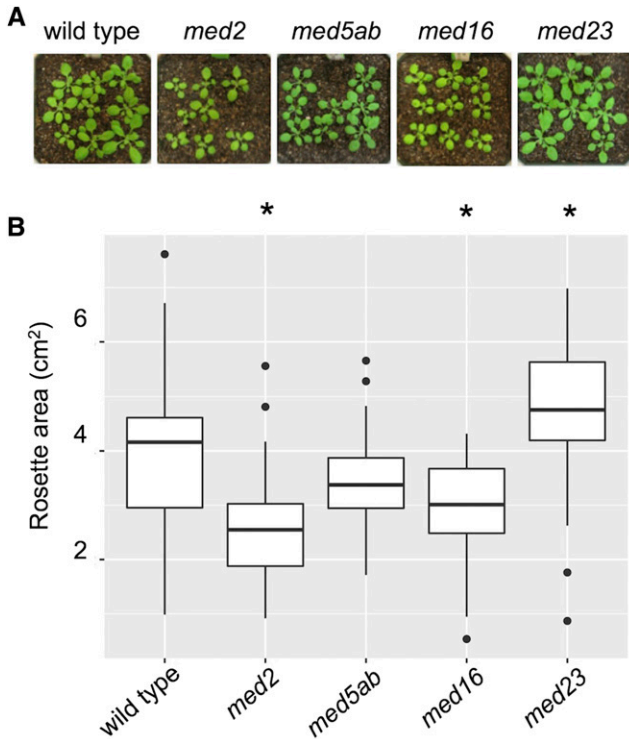 A
wild type med2 med5ab med16 med23
B
* * *
Rosette area (cm²)
6
4
2
wild type med2 med5ab med16 med23